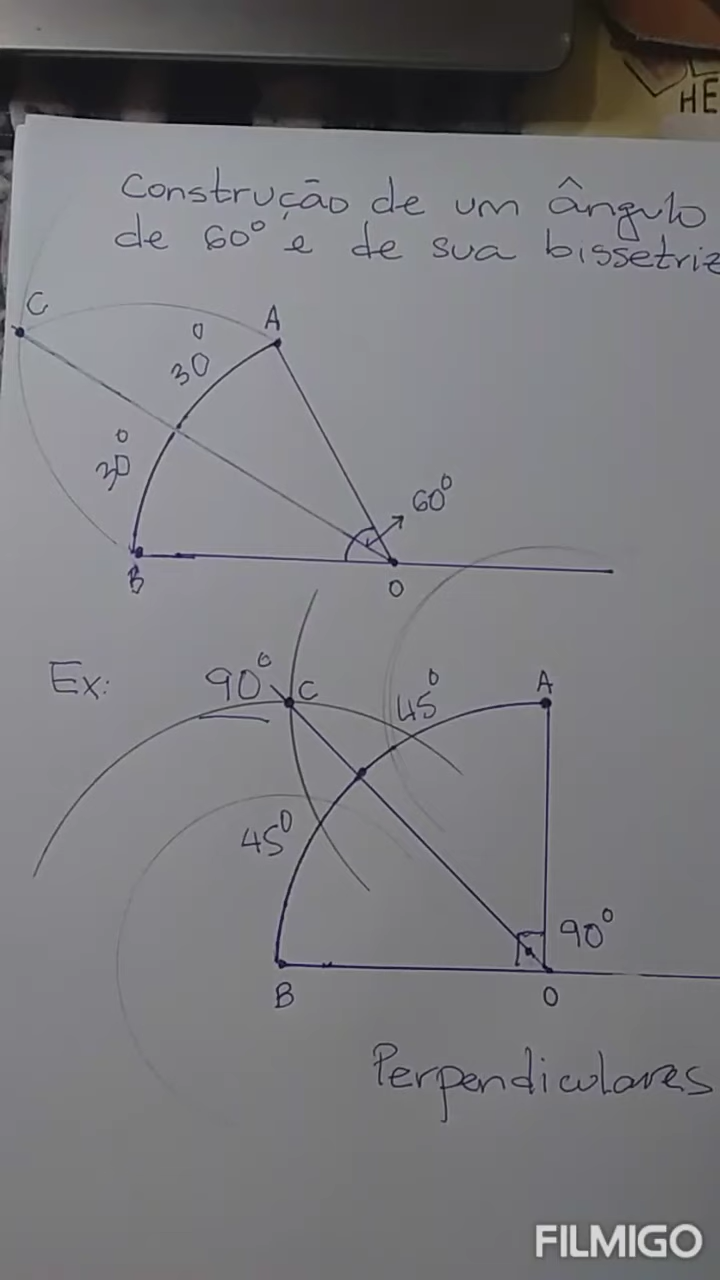 HE
Construção de um ângulo
de 60° e de sua bissetriz
C
A
30°
30°
60°
B
O
Ex:
90°
C
45°
A
45°
90°
B
O
Perpendiculares
FILMIGO